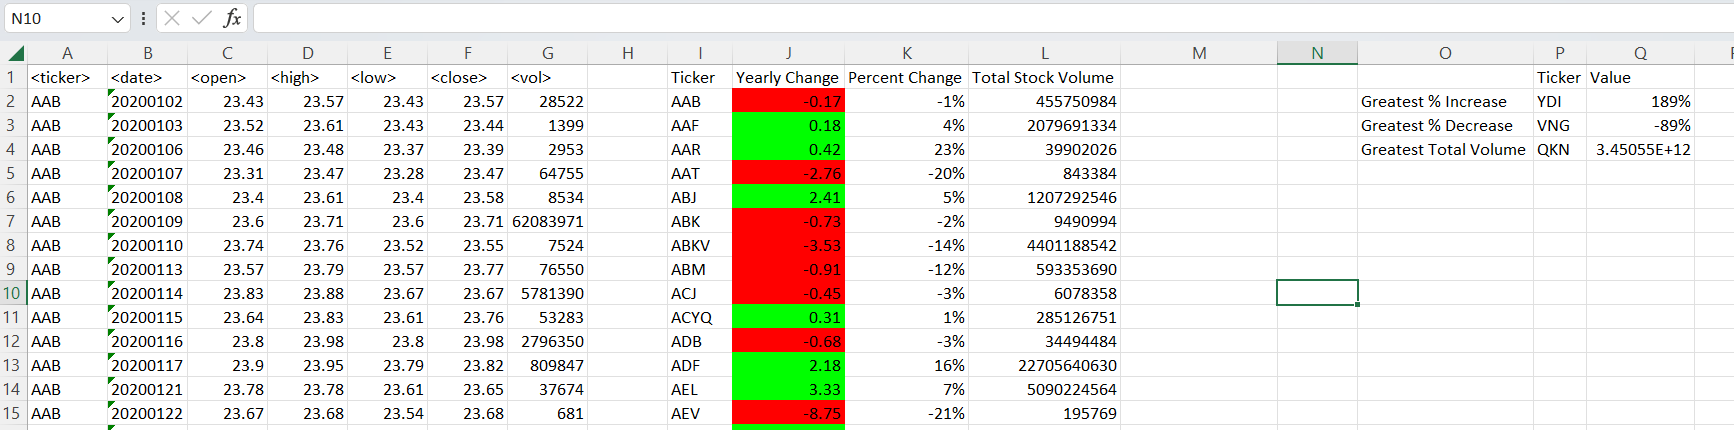 N10 fx
A B C D E F G H I J K L M N O P Q
1 <ticker> <date> <open> <high> <low> <close> <vol> Ticker Yearly Change Percent Change Total Stock Volume Ticker Value
2 AAB 20200102 23.43 23.57 23.43 23.57 28522 AAB -0.17 -1% 455750984 Greatest % Increase YDI 189%
3 AAB 20200103 23.52 23.61 23.43 23.44 1399 AAF 0.18 4% 2079691334 Greatest % Decrease VNG -89%
4 AAB 20200106 23.46 23.48 23.37 23.39 2953 AAR 0.42 23% 39902026 Greatest Total Volume QKN 3.45055E+12
5 AAB 20200107 23.31 23.47 23.28 23.47 64755 AAT -2.76 -20% 843384
6 AAB 20200108 23.4 23.61 23.4 23.58 8534 ABJ 2.41 5% 1207292546
7 AAB 20200109 23.6 23.71 23.6 23.71 62083971 ABK -0.73 -2% 9490994
8 AAB 20200110 23.74 23.76 23.52 23.55 7524 ABKV -3.53 -14% 4401188542
9 AAB 20200113 23.57 23.79 23.57 23.77 76550 ABM -0.91 -12% 593353690
10 AAB 20200114 23.83 23.88 23.67 23.67 5781390 ACJ -0.45 -3% 6078358
11 AAB 20200115 23.64 23.83 23.61 23.76 53283 ACYQ 0.31 1% 285126751
12 AAB 20200116 23.8 23.98 23.8 23.98 2796350 ADB -0.68 -3% 34494484
13 AAB 20200117 23.9 23.95 23.79 23.82 809847 ADF 2.18 16% 22705640630
14 AAB 20200121 23.78 23.78 23.61 23.65 37674 AEL 3.33 7% 5090224564
15 AAB 20200122 23.67 23.68 23.54 23.68 681 AEV -8.75 -21% 195769